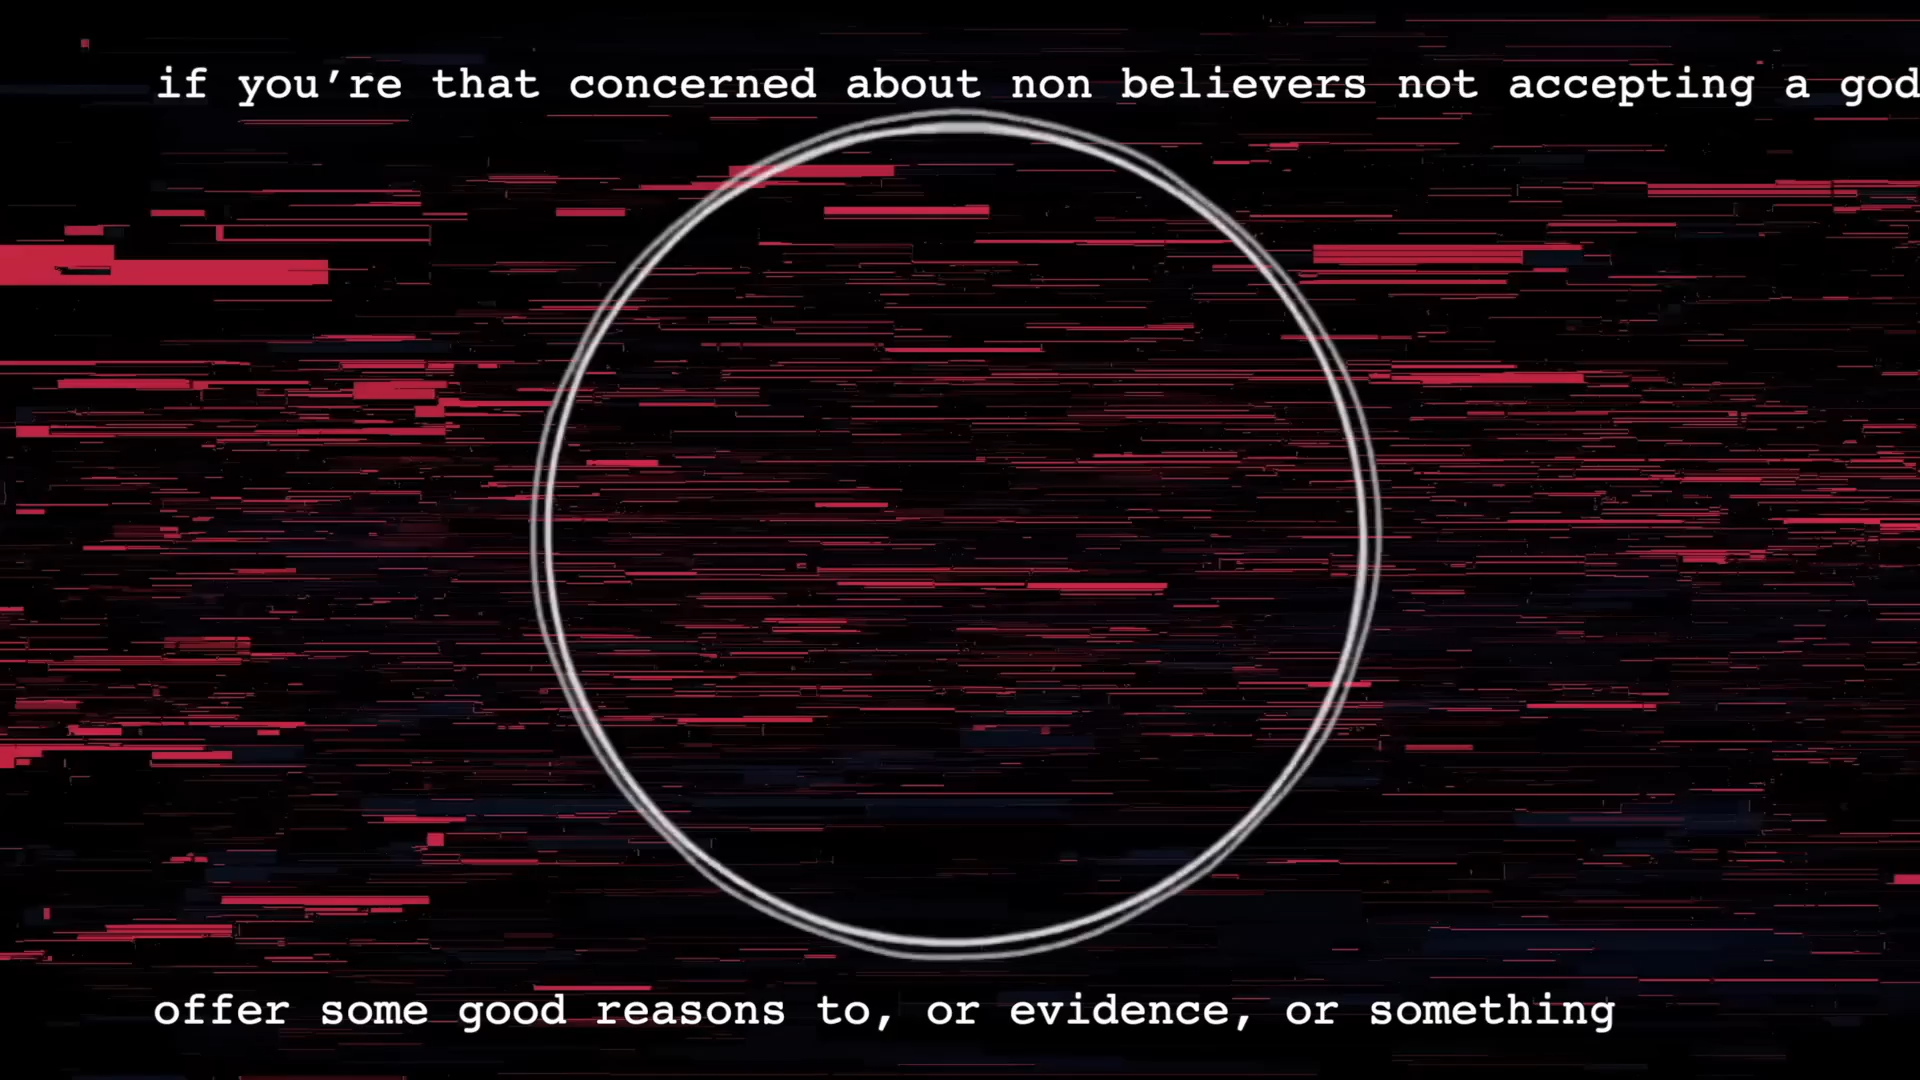 if you’re that concerned about non believers not accepting a god
offer some good reasons to, or evidence, or something